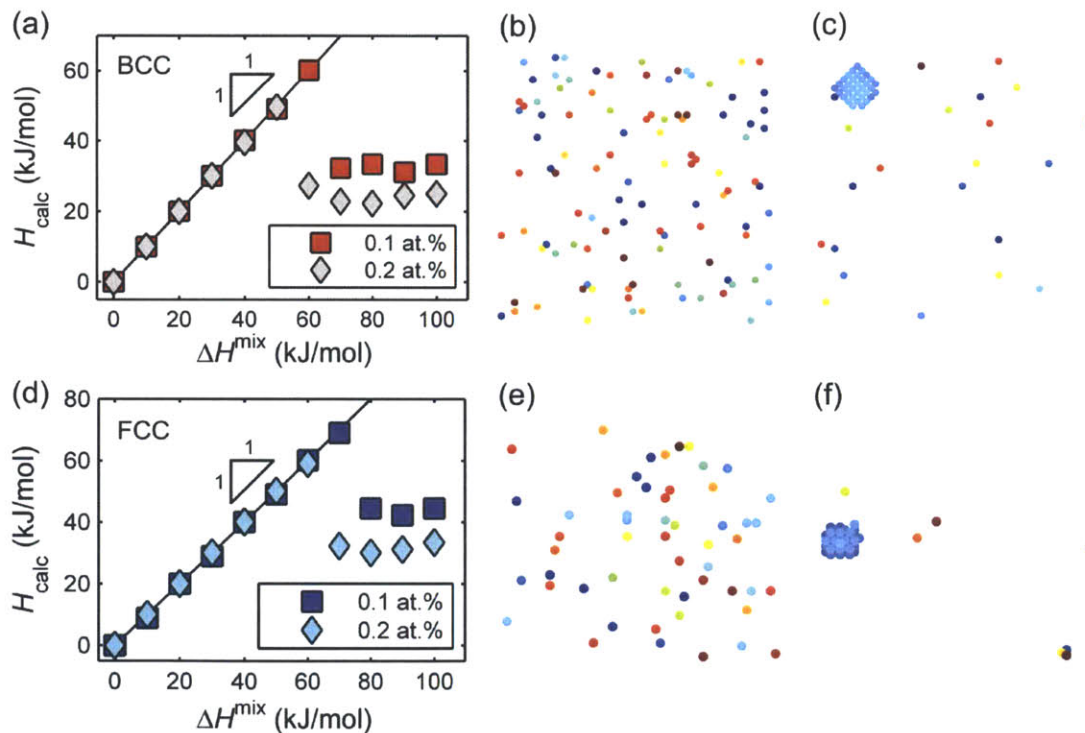 (a)
BCC
1
1
60
40
20
0
H_calc (kJ/mol)
0.1 at.%
0.2 at.%
0 20 40 60 80 100
ΔH^mix (kJ/mol)
(b)
(c)
(d)
FCC
1
1
80
60
40
20
0
H_calc (kJ/mol)
0.1 at.%
0.2 at.%
0 20 40 60 80 100
ΔH^mix (kJ/mol)
(e)
(f)